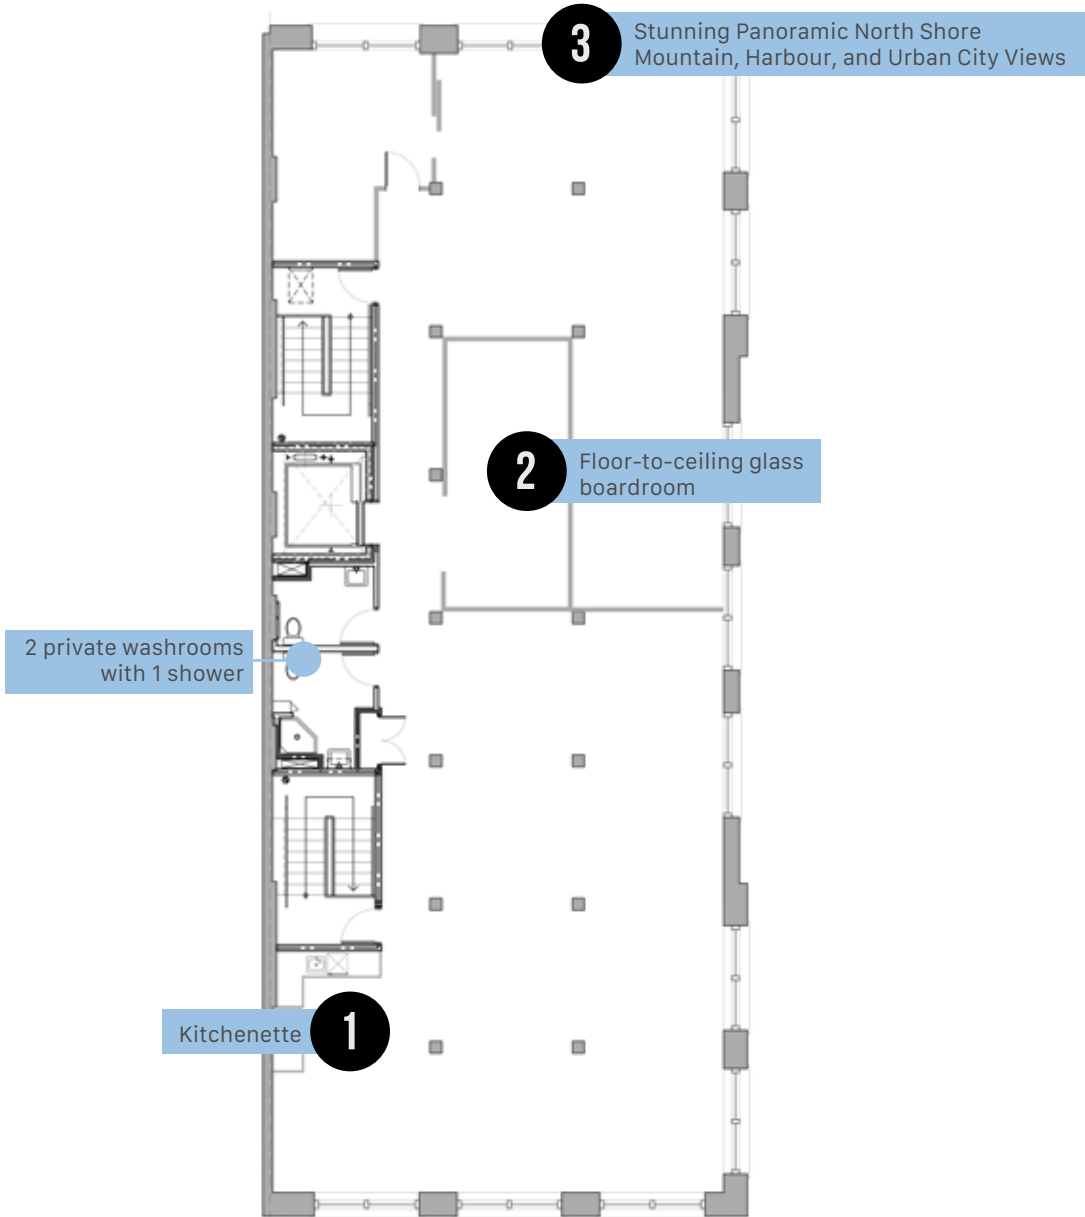 3
Stunning Panoramic North Shore
Mountain, Harbour, and Urban City Views
2
Floor-to-ceiling glass
boardroom
2 private washrooms
with 1 shower
Kitchenette
1